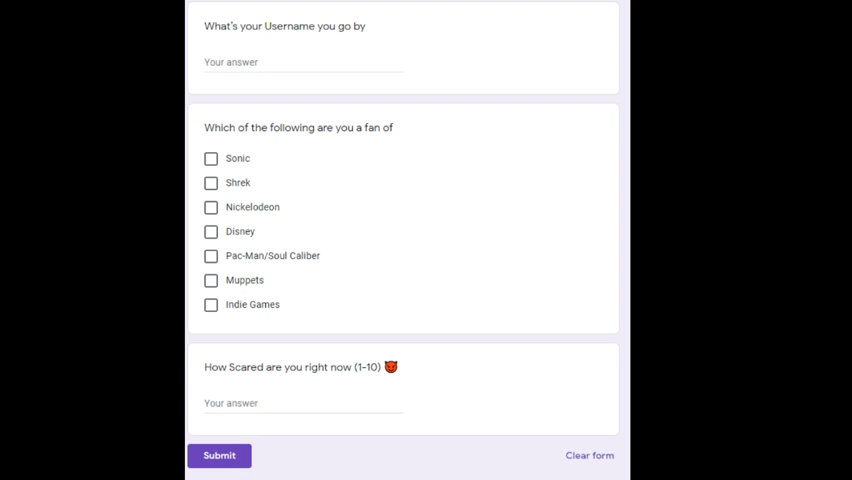 What's your Username you go by
Your answer
Which of the following are you a fan of
Sonic
Shrek
Nickelodeon
Disney
Pac-Man/Soul Caliber
Muppets
Indie Games
How Scared are you right now (1-10) 😈
Your answer
Submit
Clear form